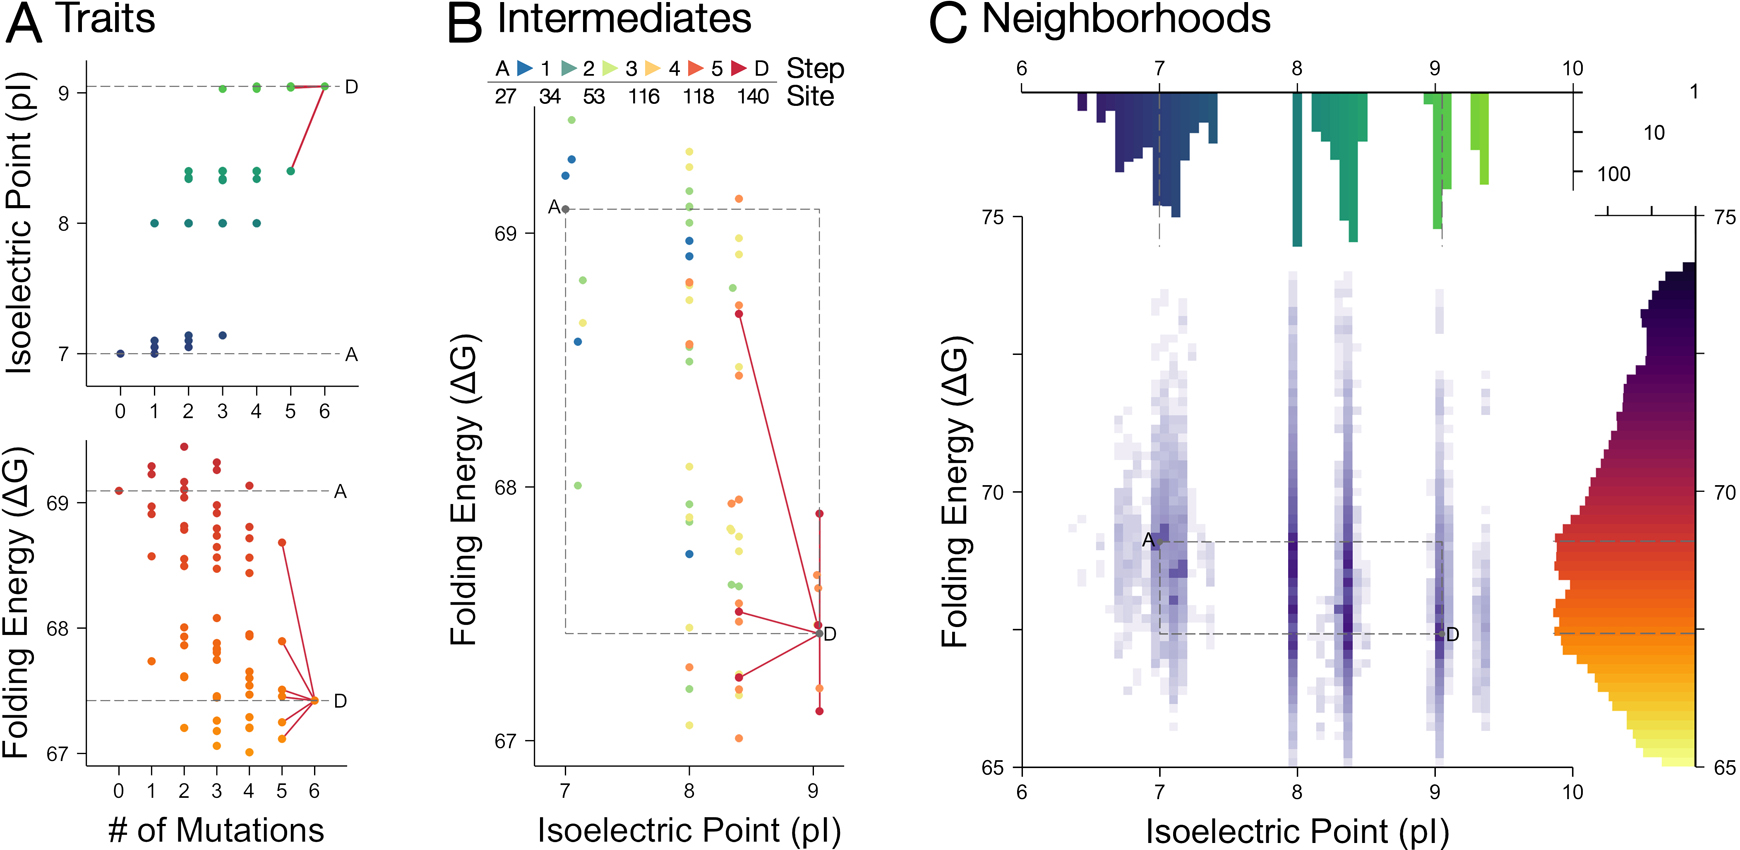 A Traits
Isoelectric Point (pI)
9
8
7
D
A
0 1 2 3 4 5 6
Folding Energy (ΔG)
69
68
67
A
D
0 1 2 3 4 5 6
# of Mutations
B Intermediates
A 1 2 3 4 5 D Step
27 34 53 116 118 140 Site
Folding Energy (ΔG)
69
68
67
A
D
7 8 9
Isoelectric Point (pI)
C Neighborhoods
6 7 8 9 10
1
10
100
75
70
65
Folding Energy (ΔG)
A
D
75
70
65
6 7 8 9 10
Isoelectric Point (pI)